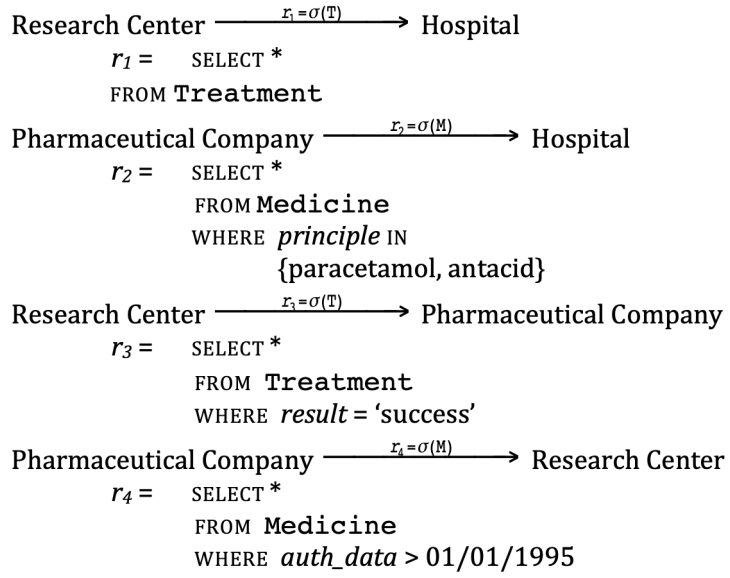 Research Center r₁=σ(T) Hospital
r₁ = SELECT *
FROM Treatment
Pharmaceutical Company r₂=σ(M) Hospital
r₂ = SELECT *
FROM Medicine
WHERE principle IN
{paracetamol, antacid}
Research Center r₃=σ(T) Pharmaceutical Company
r₃ = SELECT *
FROM Treatment
WHERE result = ‘success’
Pharmaceutical Company r₄=σ(M) Research Center
r₄ = SELECT *
FROM Medicine
WHERE auth_data > 01/01/1995